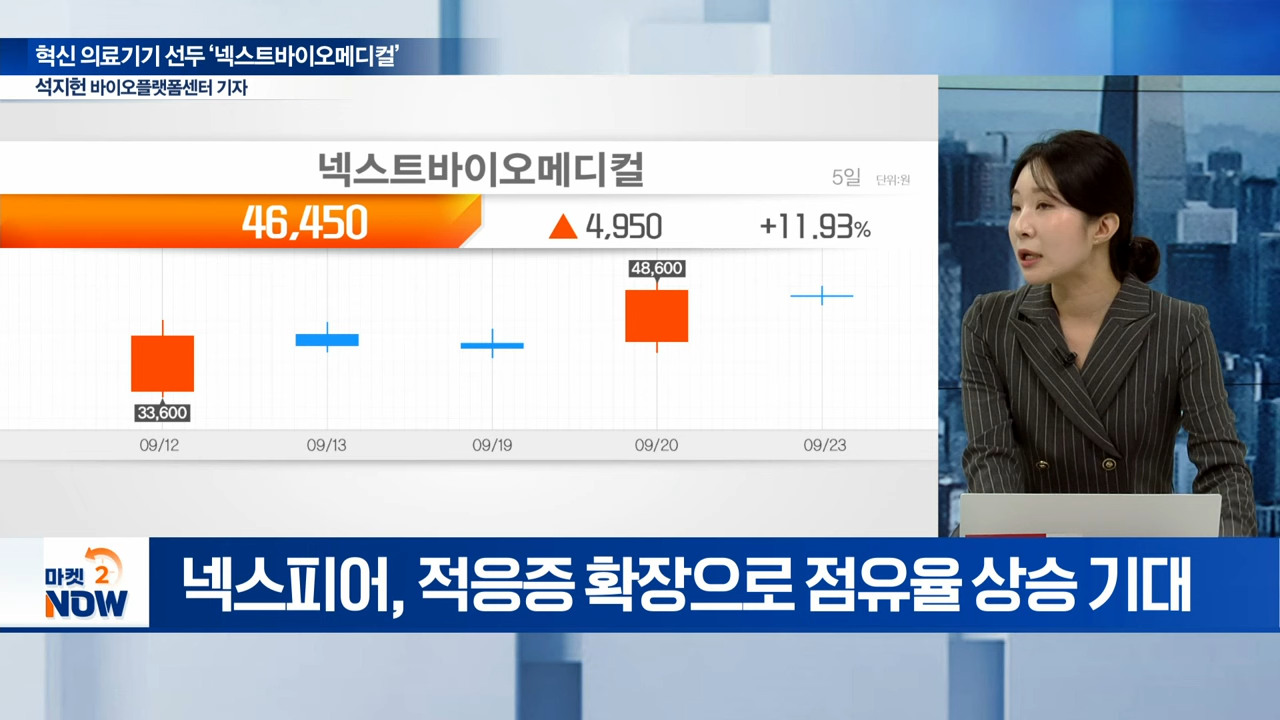 혁신 의료기기 선두 ‘넥스트바이오메디컬’
석지헌 바이오플랫폼센터 기자
넥스트바이오메디컬
5일 단위:원
46,450 ▲ 4,950 +11.93%
48,600
33,600
09/12 09/13 09/19 09/20 09/23
마켓 2
NOW
넥스피어, 적응증 확장으로 점유율 상승 기대